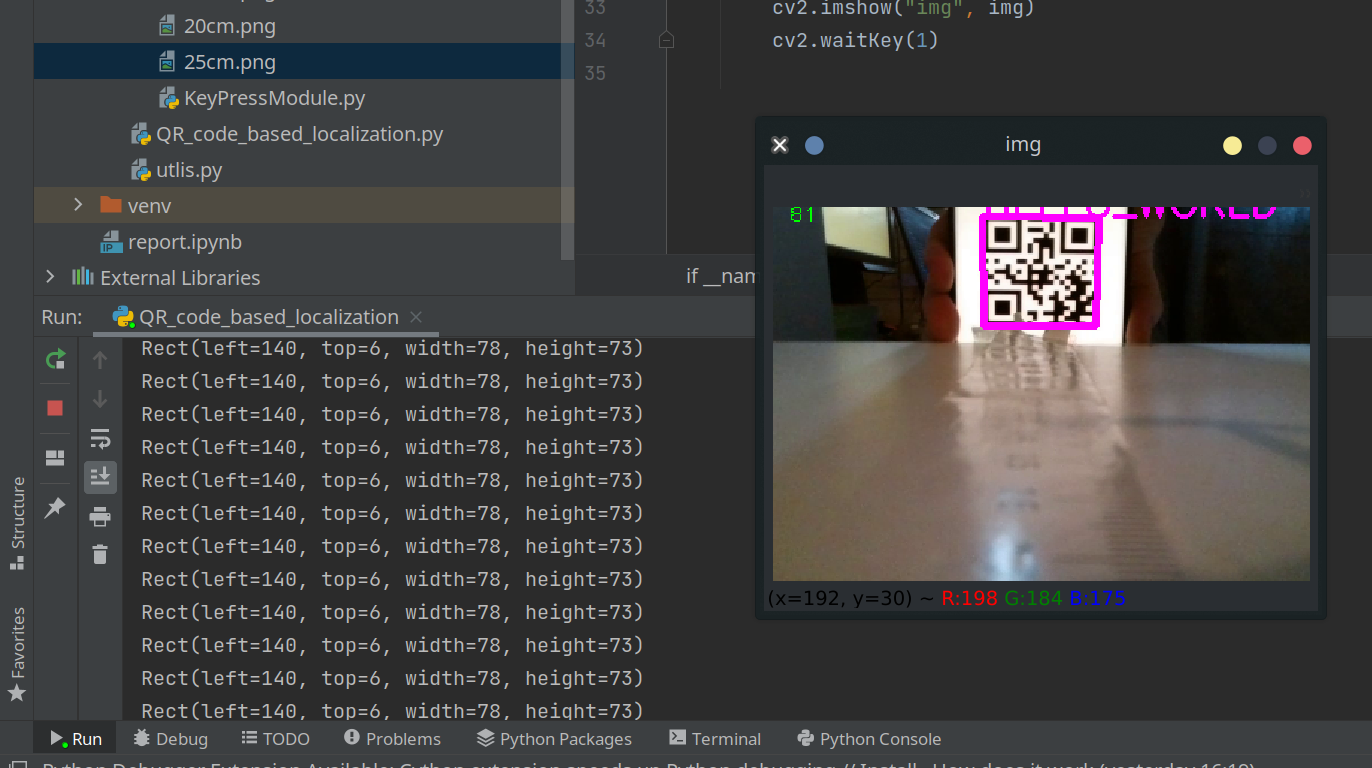 20cm.png
25cm.png
KeyPressModule.py
QR_code_based_localization.py
utlis.py
venv
report.ipynb
External Libraries
33 cv2.imshow("img", img)
34 cv2.waitKey(1)
35
if __nam
img
81
(x=192, y=30) ~ R:198 G:184 B:175
Run:
QR_code_based_localization
Rect(left=140, top=6, width=78, height=73)
Rect(left=140, top=6, width=78, height=73)
Rect(left=140, top=6, width=78, height=73)
Rect(left=140, top=6, width=78, height=73)
Rect(left=140, top=6, width=78, height=73)
Rect(left=140, top=6, width=78, height=73)
Rect(left=140, top=6, width=78, height=73)
Rect(left=140, top=6, width=78, height=73)
Rect(left=140, top=6, width=78, height=73)
Rect(left=140, top=6, width=78, height=73)
Rect(left=140, top=6, width=78, height=73)
Rect(left=140, top=6, width=78, height=73)
Structure
Favorites
Run Debug TODO Problems Python Packages Terminal Python Console
Python Debugger Extension Available: Cython extension speeds up Python debugging // Install How does it work (yesterday 16:19)